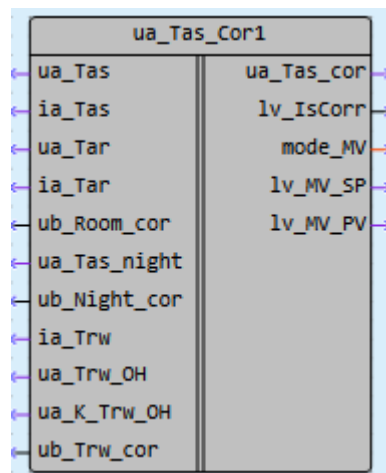 ua_Tas_Cor1
ua_Tas ua_Tas_cor
ia_Tas lv_IsCorr
ua_Tar mode_MV
ia_Tar lv_MV_SP
ub_Room_cor lv_MV_PV
ua_Tas_night
ub_Night_cor
ia_Trw
ua_Trw_OH
ua_K_Trw_OH
ub_Trw_cor